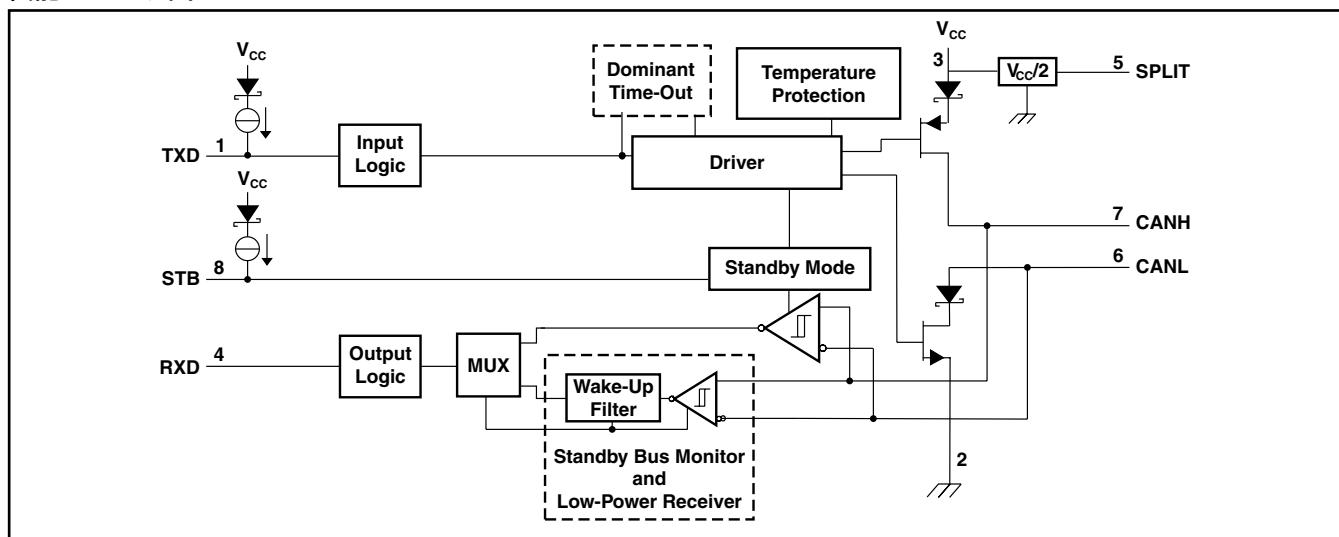 VCC
Dominant
Time-Out
Temperature
Protection
VCC
3
VCC/2
5 SPLIT
TXD 1
Input
Logic
Driver
VCC
7 CANH
STB 8
Standby Mode
6 CANL
RXD 4
Output
Logic
MUX
Wake-Up
Filter
Standby Bus Monitor
and
Low-Power Receiver
2